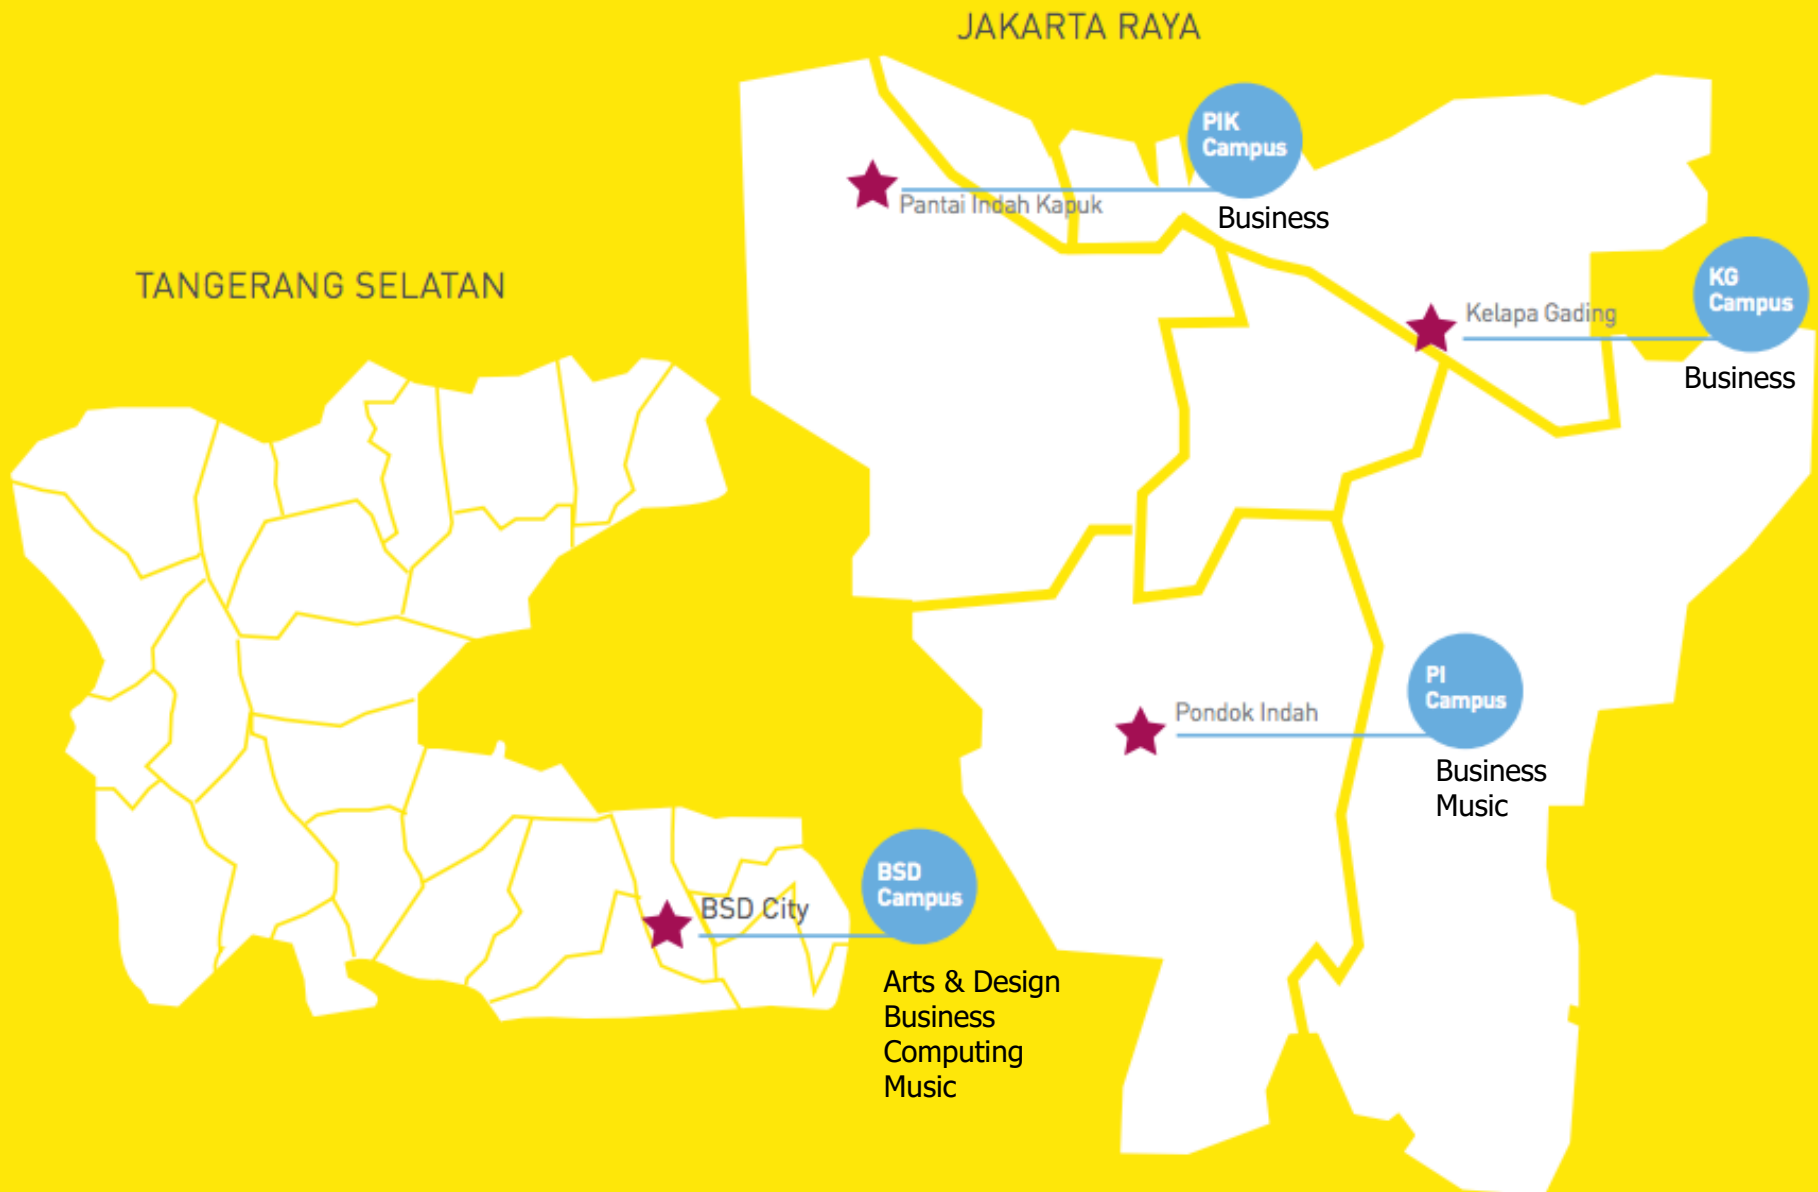 JAKARTA RAYA
PIK
Campus
Pantai Indah Kapuk
Business
TANGERANG SELATAN
KG
Campus
Kelapa Gading
Business
PI
Campus
Pondok Indah
Business
Music
BSD
Campus
BSD City
Arts & Design
Business
Computing
Music